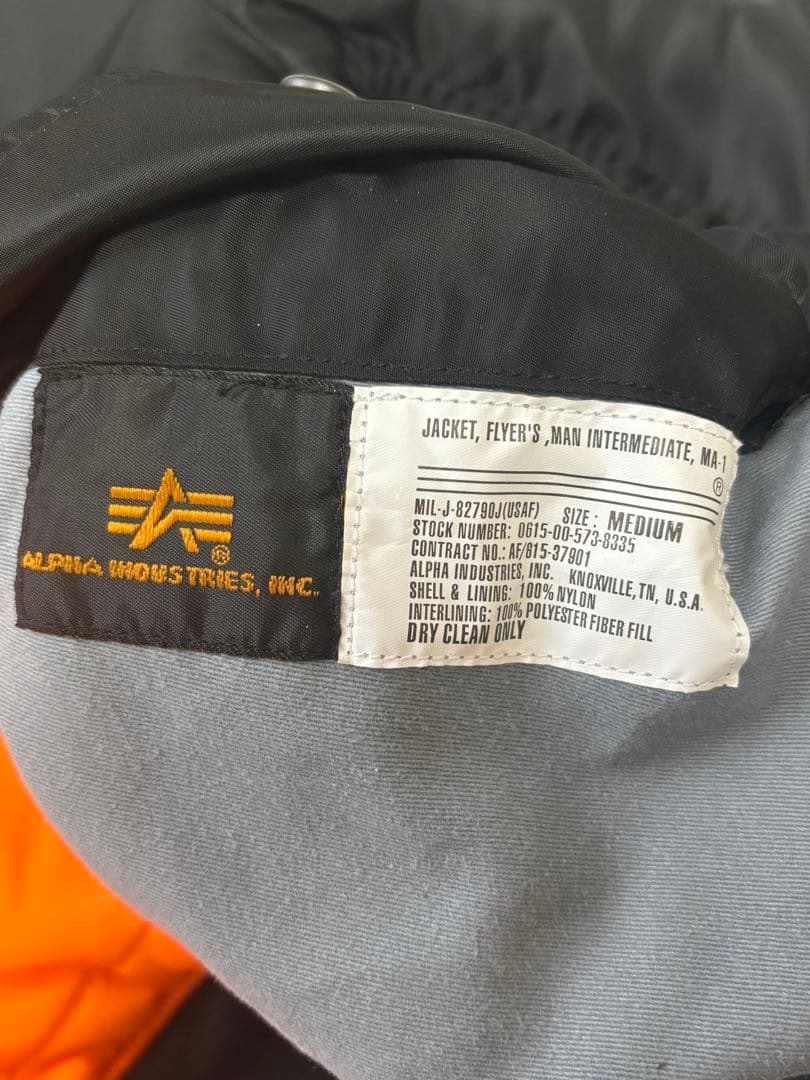 ALPHA INDUSTRIES, INC.
JACKET, FLYER'S ,MAN INTERMEDIATE, MA-1
MIL-J-82790J(USAF) SIZE: MEDIUM
STOCK NUMBER: 0615-00-573-8335
CONTRACT NO.: AF/615-37901
ALPHA INDUSTRIES, INC. KNOXVILLE,TN, U.S.A.
SHELL & LINING: 100% NYLON
INTERLINING: 100% POLYESTER FIBER FILL
DRY CLEAN ONLY